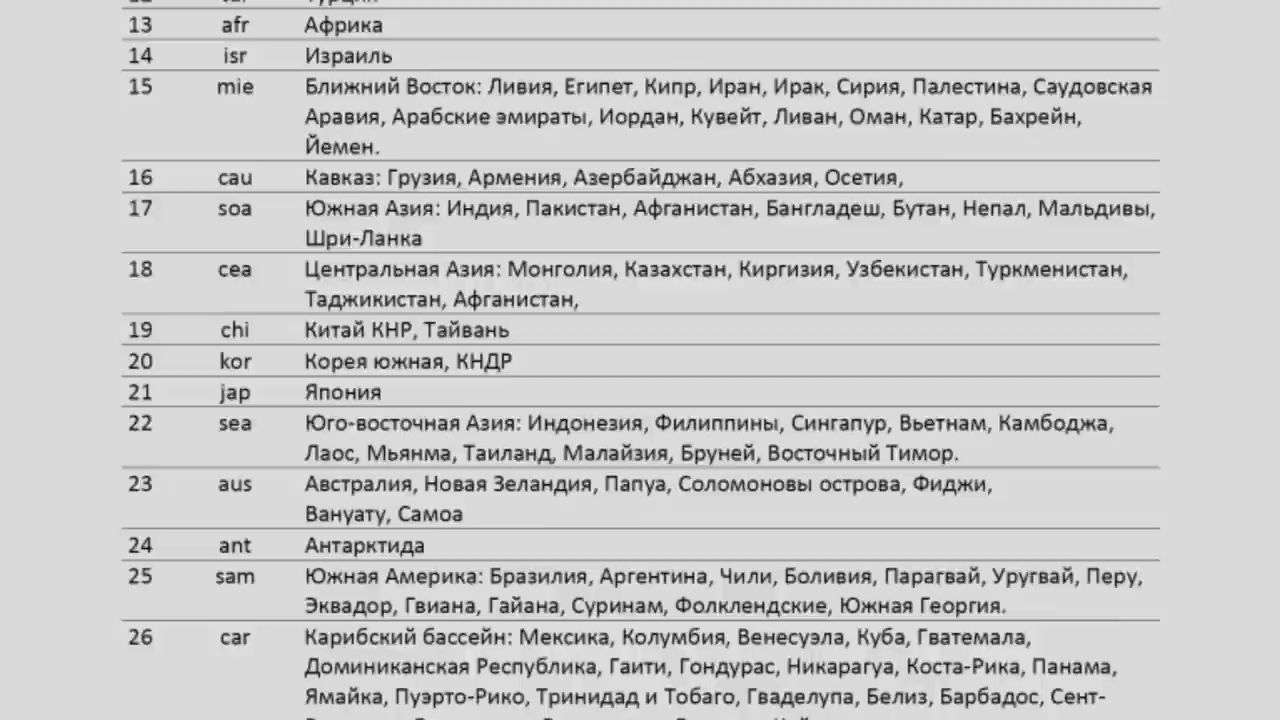 13 afr Африка
14 isr Израиль
15 mie Ближний Восток: Ливия, Египет, Кипр, Иран, Ирак, Сирия, Палестина, Саудовская
Аравия, Арабские эмираты, Иордан, Кувейт, Ливан, Оман, Катар, Бахрейн,
Йемен.
16 cau Кавказ: Грузия, Армения, Азербайджан, Абхазия, Осетия,
17 soa Южная Азия: Индия, Пакистан, Афганистан, Бангладеш, Бутан, Непал, Мальдивы,
Шри-Ланка
18 cea Центральная Азия: Монголия, Казахстан, Киргизия, Узбекистан, Туркменистан,
Таджикистан, Афганистан,
19 chi Китай КНР, Тайвань
20 kor Корея южная, КНДР
21 jap Япония
22 sea Юго-восточная Азия: Индонезия, Филиппины, Сингапур, Вьетнам, Камбоджа,
Лаос, Мьянма, Таиланд, Малайзия, Бруней, Восточный Тимор.
23 aus Австралия, Новая Зеландия, Папуа, Соломоновы острова, Фиджи,
Вануату, Самоа
24 ant Антарктида
25 sam Южная Америка: Бразилия, Аргентина, Чили, Боливия, Парагвай, Уругвай, Перу,
Эквадор, Гвиана, Гайана, Суринам, Фолклендские, Южная Георгия.
26 car Карибский бассейн: Мексика, Колумбия, Венесуэла, Куба, Гватемала,
Доминиканская Республика, Гаити, Гондурас, Никарагуа, Коста-Рика, Панама,
Ямайка, Пуэрто-Рико, Тринидад и Тобаго, Гваделупа, Белиз, Барбадос, Сент-